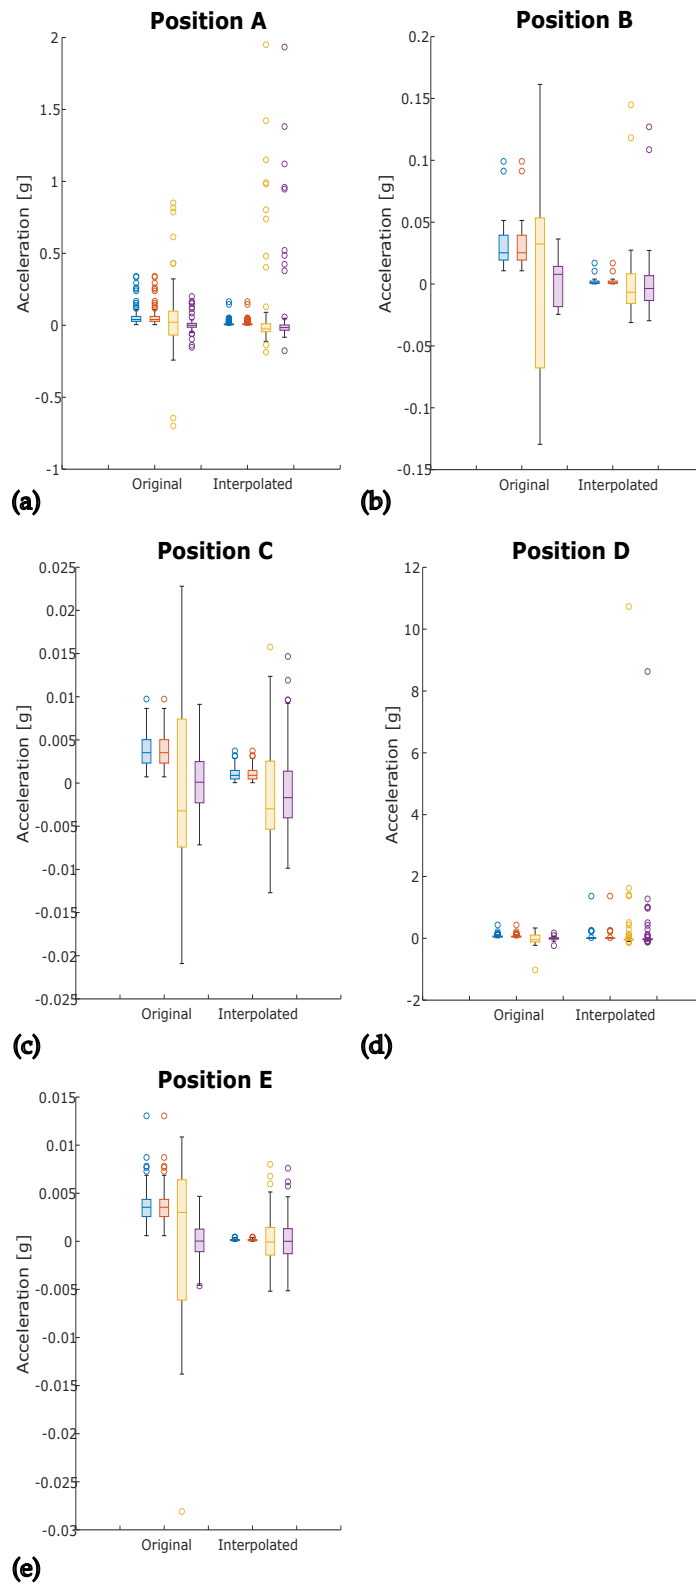 Position A
2
1.5
1
0.5
0
-0.5
-1
Acceleration [g]
Original Interpolated
(a)
Position B
0.2
0.15
0.1
0.05
0
-0.05
-0.1
-0.15
Acceleration [g]
Original Interpolated
(b)
Position C
0.025
0.02
0.015
0.01
0.005
0
-0.005
-0.01
-0.015
-0.02
-0.025
Acceleration [g]
Original Interpolated
(c)
Position D
12
10
8
6
4
2
0
-2
Acceleration [g]
Original Interpolated
(d)
Position E
0.015
0.01
0.005
0
-0.005
-0.01
-0.015
-0.02
-0.025
-0.03
Acceleration [g]
Original Interpolated
(e)